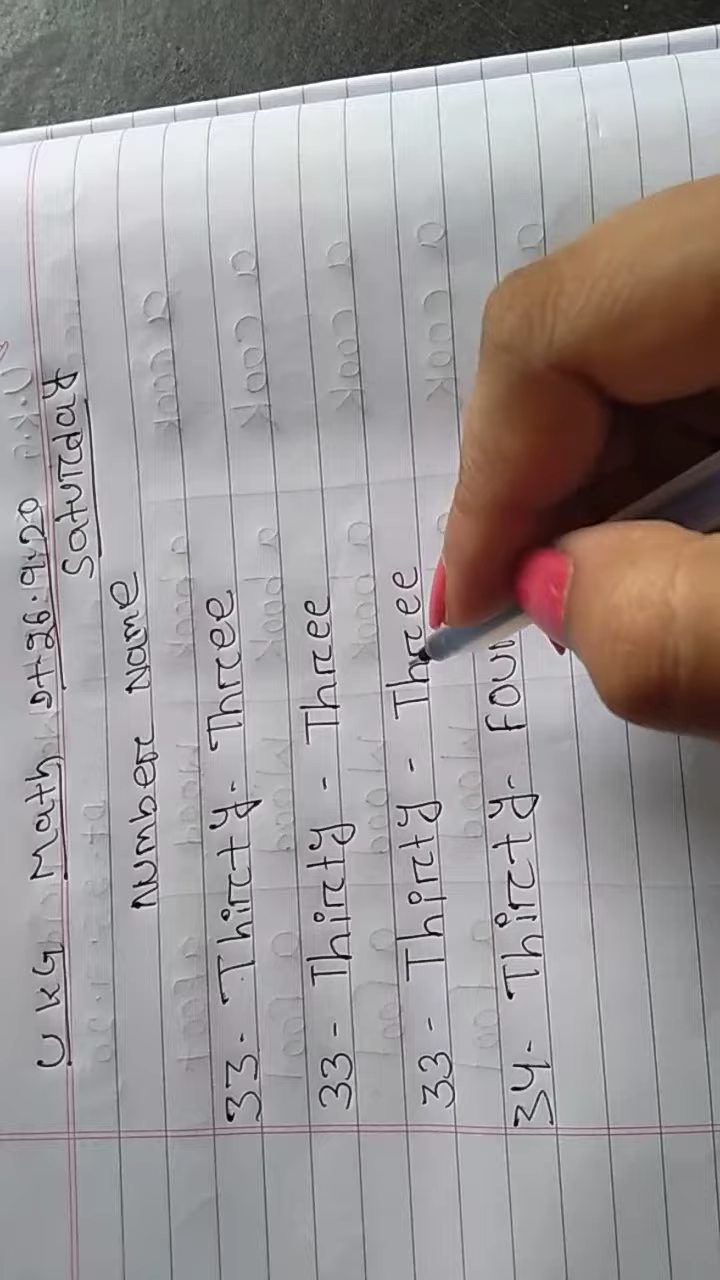 UKG Math Dt-26.9.20
Saturday
Number Name
33. Thirty. Three
33 - Thirty - Three
33 - Thirty - Three
34. Thirty- Four